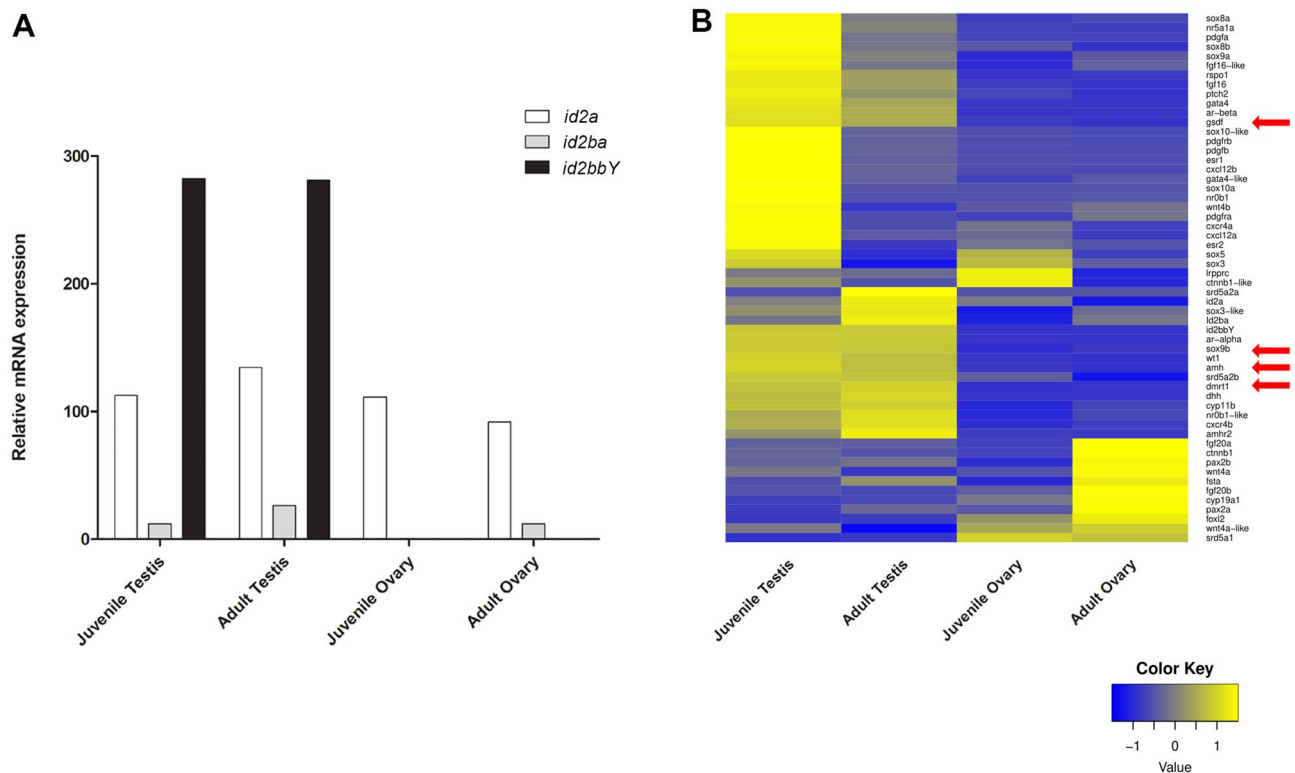 A
id2a
id2ba
id2bbY
Relative mRNA expression
300
200
100
0
Juvenile Testis
Adult Testis
Juvenile Ovary
Adult Ovary
B
sox8a
nr5a1a
pdgfa
sox8b
sox9a
fgf16−like
rspo1
fgf16
ptch2
gata4
ar−beta
gsdf
sox10−like
pdgfrb
pdgfb
esr1
cxcl12b
gata4−like
sox10a
nr0b1
wnt4b
pdgfra
cxcr4a
cxcl12a
esr2
sox5
sox3
lrpprc
ctnnb1−like
srd5a2a
id2a
sox3−like
Id2ba
id2bbY
ar−alpha
sox9b
wt1
amh
srd5a2b
dmrt1
dhh
cyp11b
nr0b1−like
cxcr4b
amhr2
fgf20a
ctnnb1
pax2b
wnt4a
fsta
fgf20b
cyp19a1
pax2a
foxl2
wnt4a−like
srd5a1
Juvenile Testis
Adult Testis
Juvenile Ovary
Adult Ovary
Color Key
−1 0 1
Value